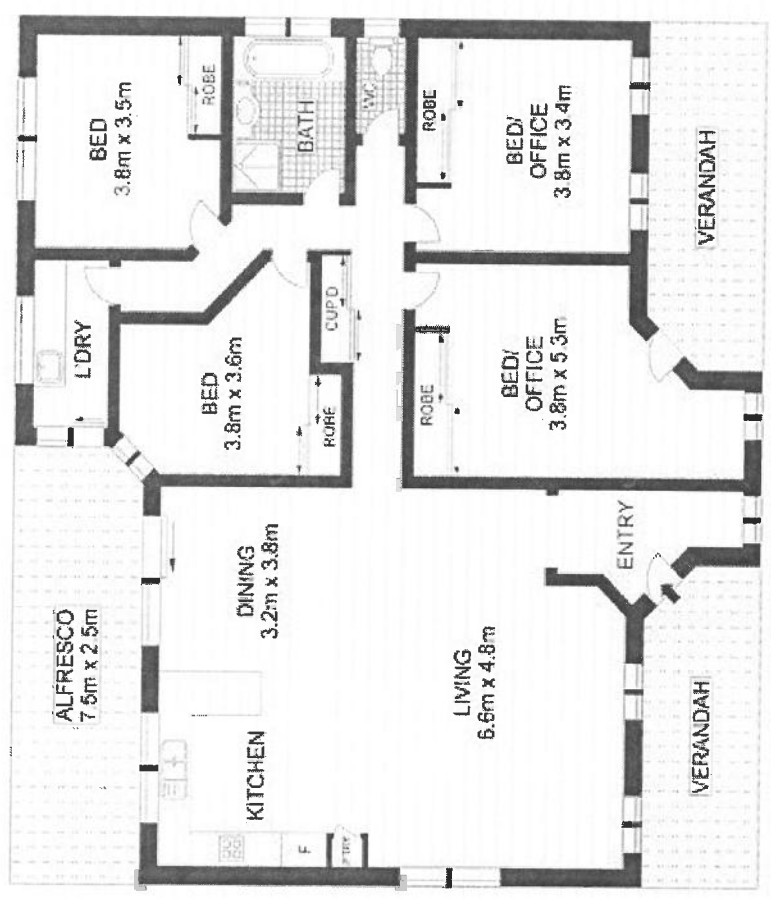 BED
3.8m x 3.5m
ROBE
BATH
WC
ROBE
BED/
OFFICE
3.8m x 3.4m
VERANDAH
L'DRY
BED
3.8m x 3.6m
CUP'D
ROBE
ROBE
BED/
OFFICE
3.8m x 5.3m
ALFRESCO
7.5m x 2.5m
DINING
3.2m x 3.8m
ENTRY
KITCHEN
LIVING
6.6m x 4.8m
VERANDAH
F
P'TRY